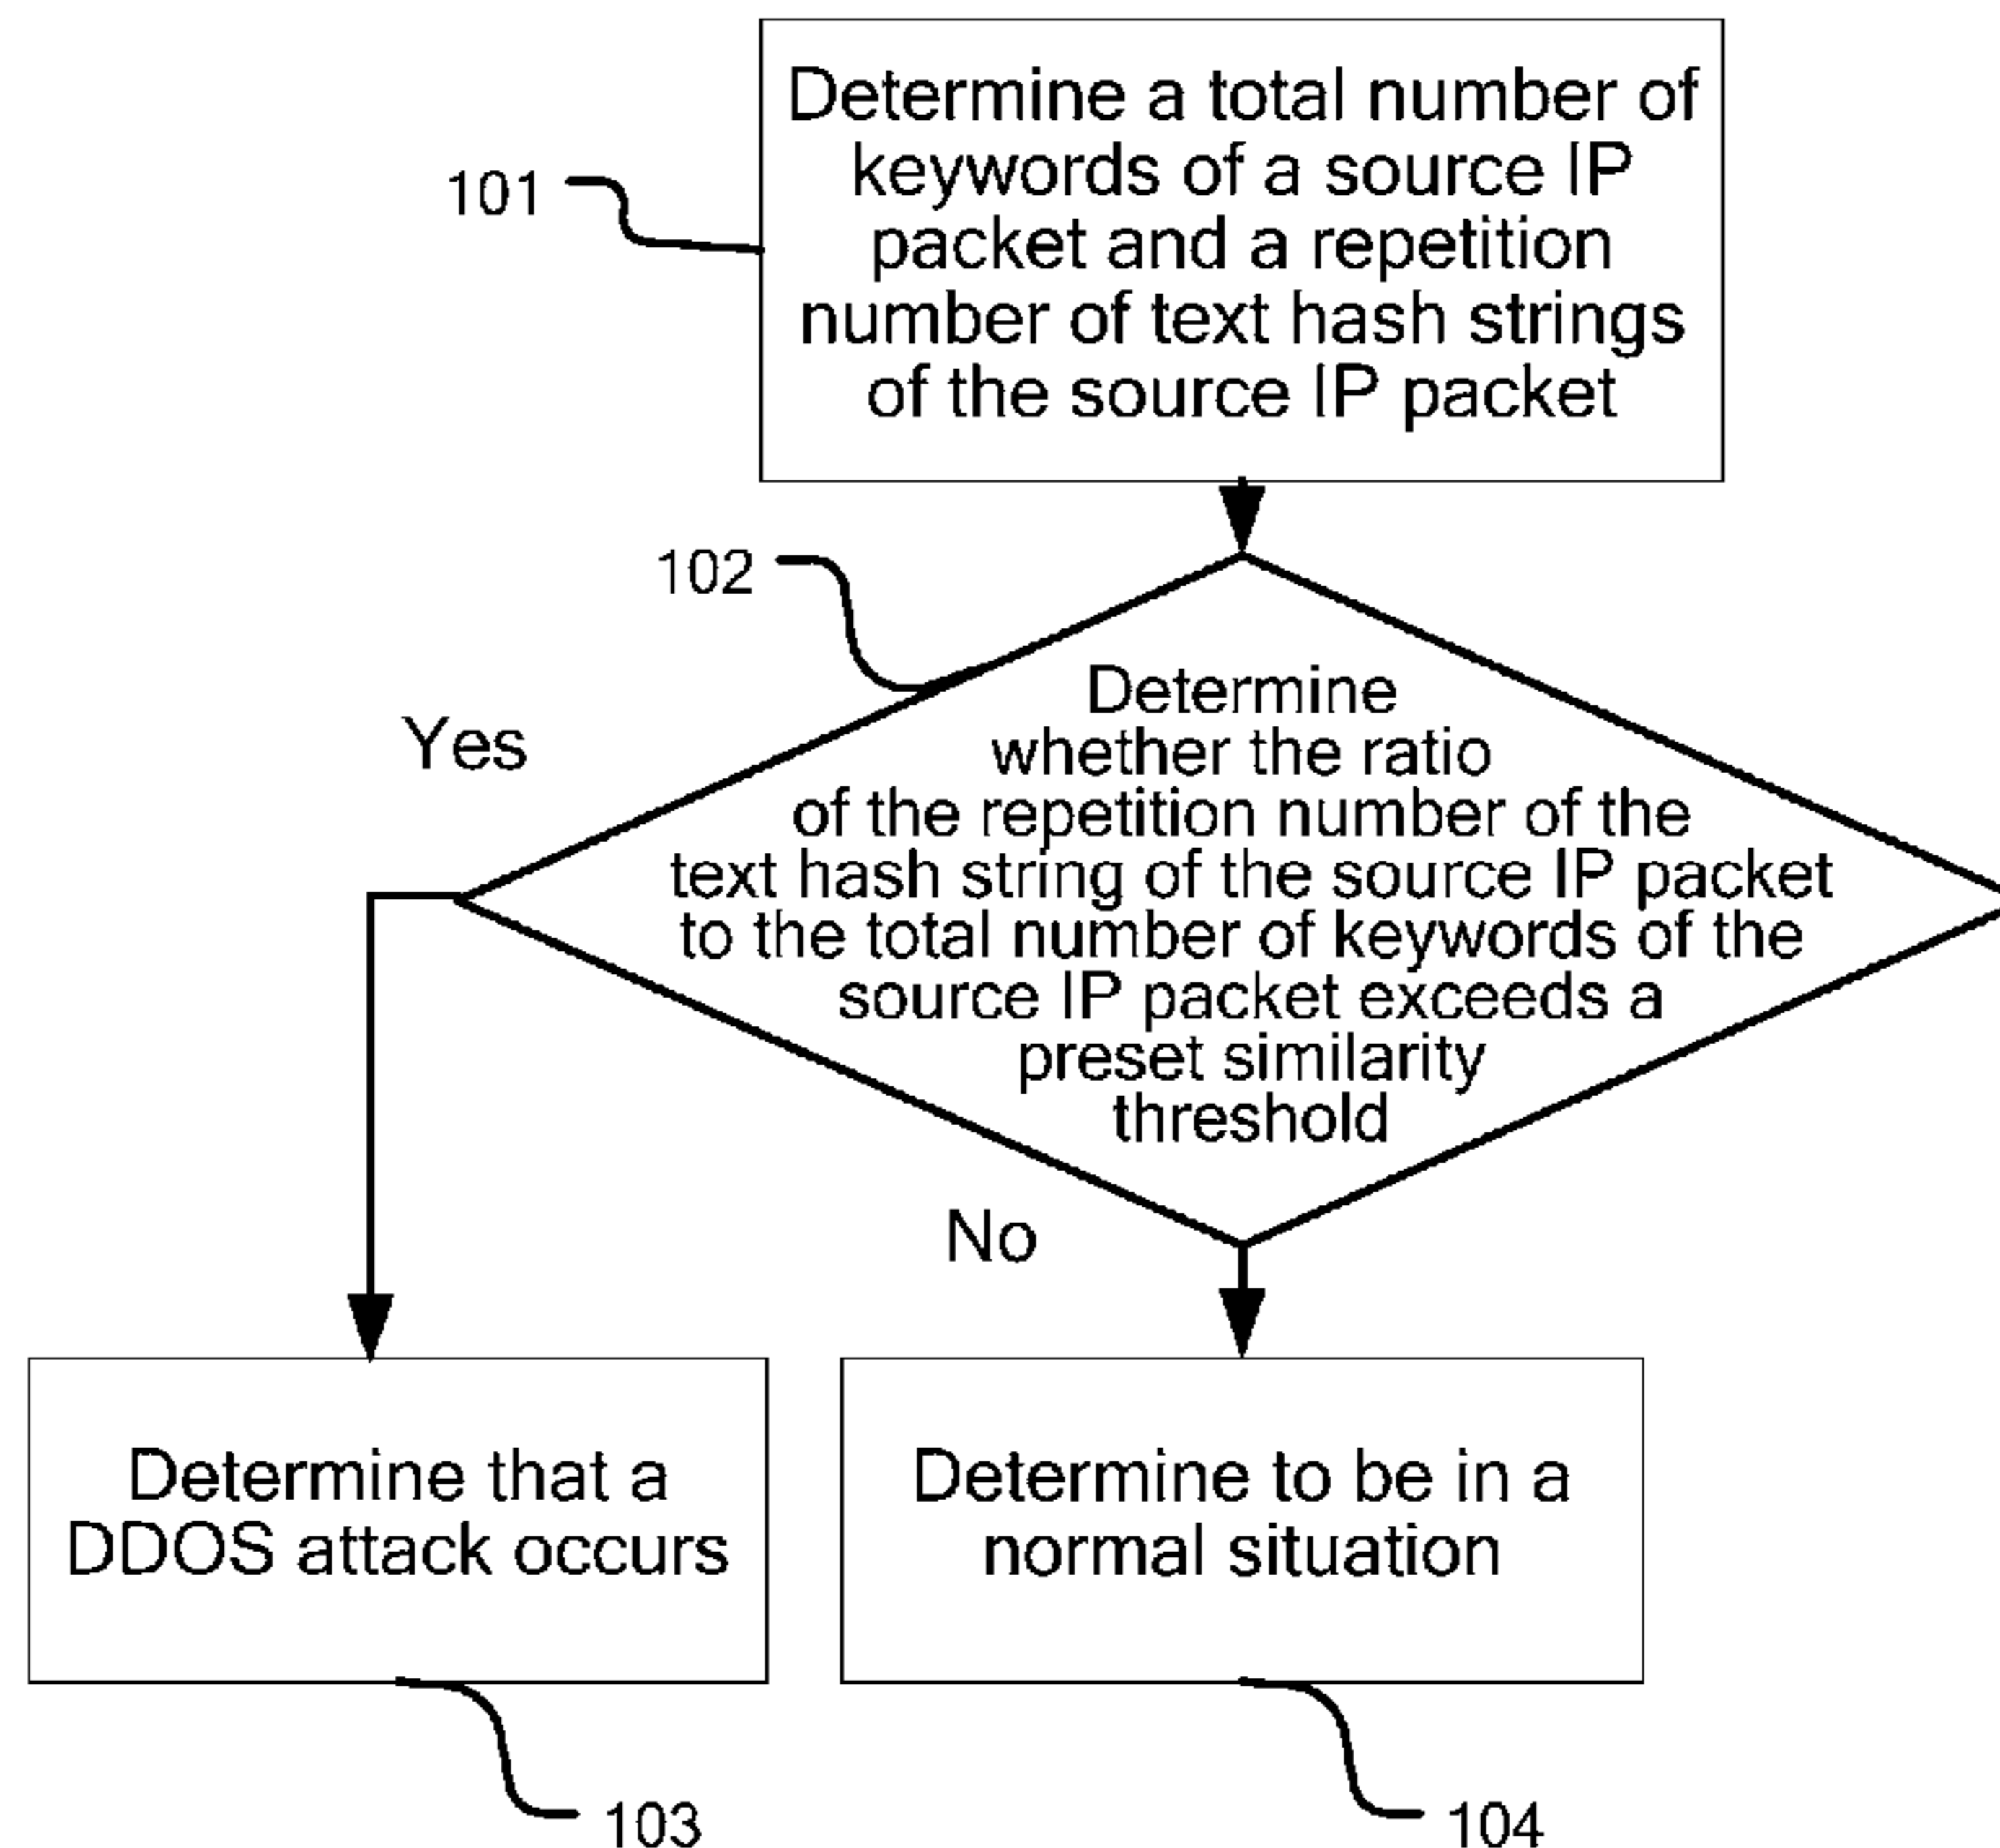 Determine a total number of
keywords of a source IP
packet and a repetition
number of text hash strings
of the source IP packet
101
102
Determine
whether the ratio
of the repetition number of the
text hash string of the source IP packet
to the total number of keywords of the
source IP packet exceeds a
preset similarity
threshold
Yes
No
Determine that a
DDOS attack occurs
Determine to be in a
normal situation
103
104